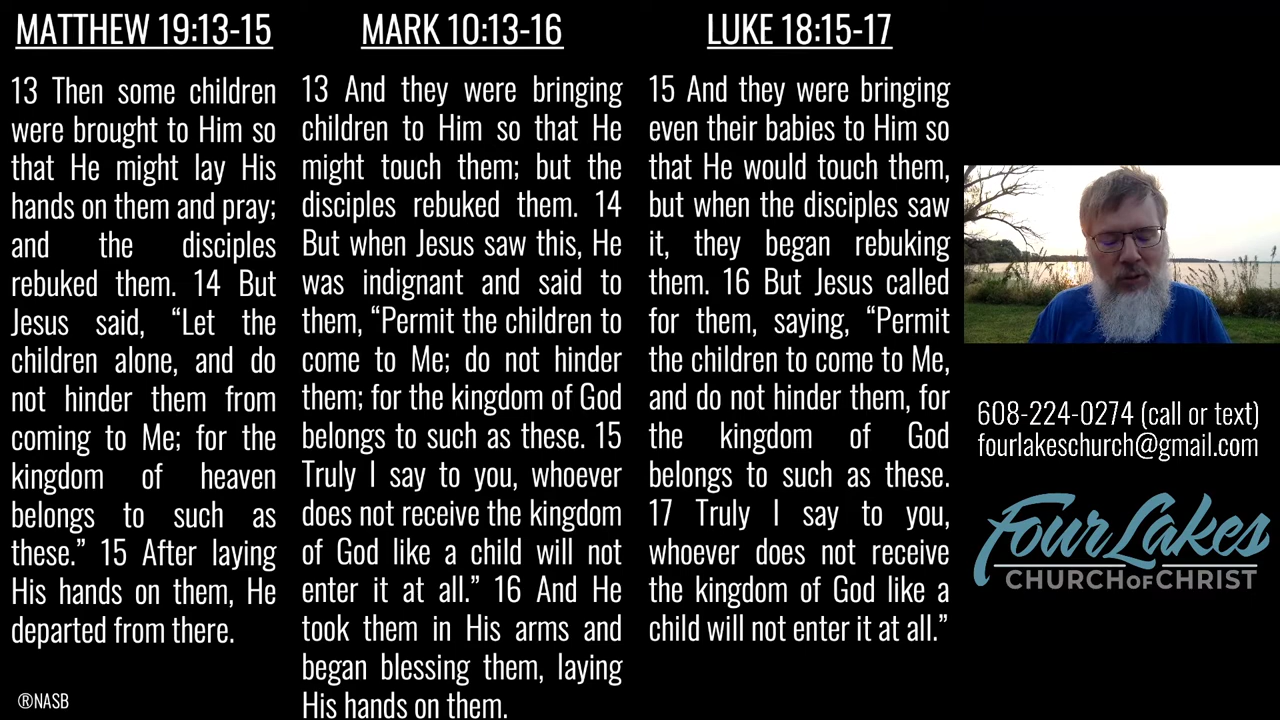 MATTHEW 19:13-15
13 Then some children
were brought to Him so
that He might lay His
hands on them and pray;
and the disciples
rebuked them. 14 But
Jesus said, “Let the
children alone, and do
not hinder them from
coming to Me; for the
kingdom of heaven
belongs to such as
these.” 15 After laying
His hands on them, He
departed from there.
®NASB
MARK 10:13-16
13 And they were bringing
children to Him so that He
might touch them; but the
disciples rebuked them. 14
But when Jesus saw this, He
was indignant and said to
them, “Permit the children to
come to Me; do not hinder
them; for the kingdom of God
belongs to such as these. 15
Truly I say to you, whoever
does not receive the kingdom
of God like a child will not
enter it at all.” 16 And He
took them in His arms and
began blessing them, laying
His hands on them.
LUKE 18:15-17
15 And they were bringing
even their babies to Him so
that He would touch them,
but when the disciples saw
it, they began rebuking
them. 16 But Jesus called
for them, saying, “Permit
the children to come to Me,
and do not hinder them, for
the kingdom of God
belongs to such as these.
17 Truly I say to you,
whoever does not receive
the kingdom of God like a
child will not enter it at all.”
608-224-0274 (call or text)
fourlakeschurch@gmail.com
Four Lakes
CHURCH OF CHRIST